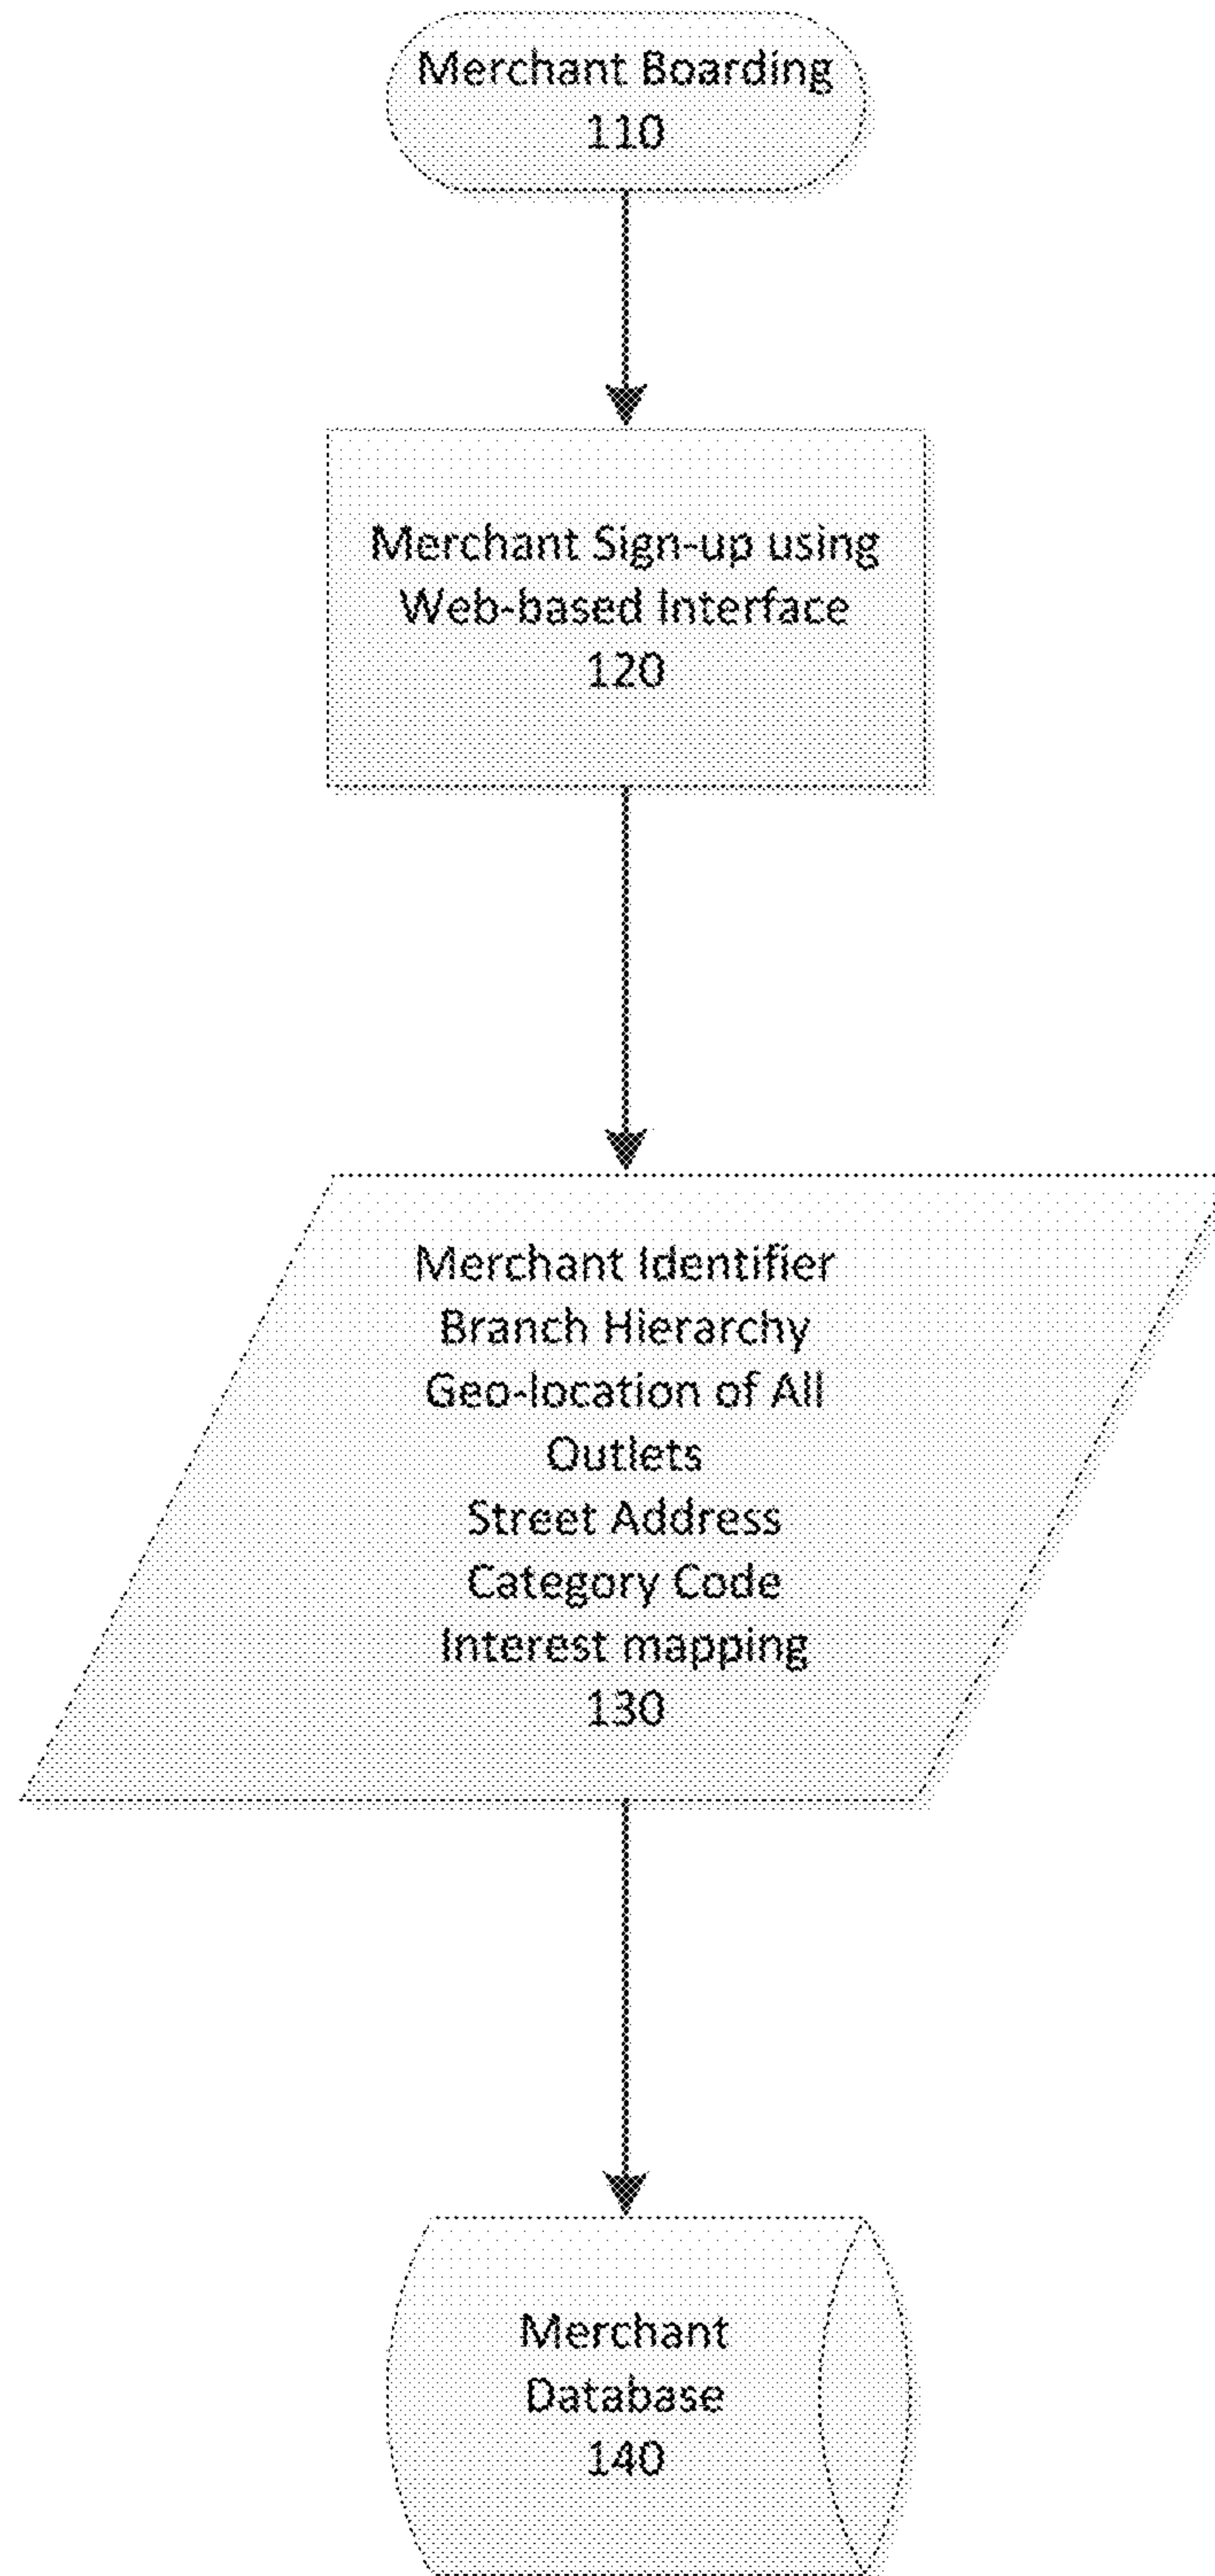 Merchant Boarding
110
Merchant Sign-up using
Web-based Interface
120
Merchant Identifier
Branch Hierarchy
Geo-location of All
Outlets
Street Address
Category Code
Interest mapping
130
Merchant
Database
140